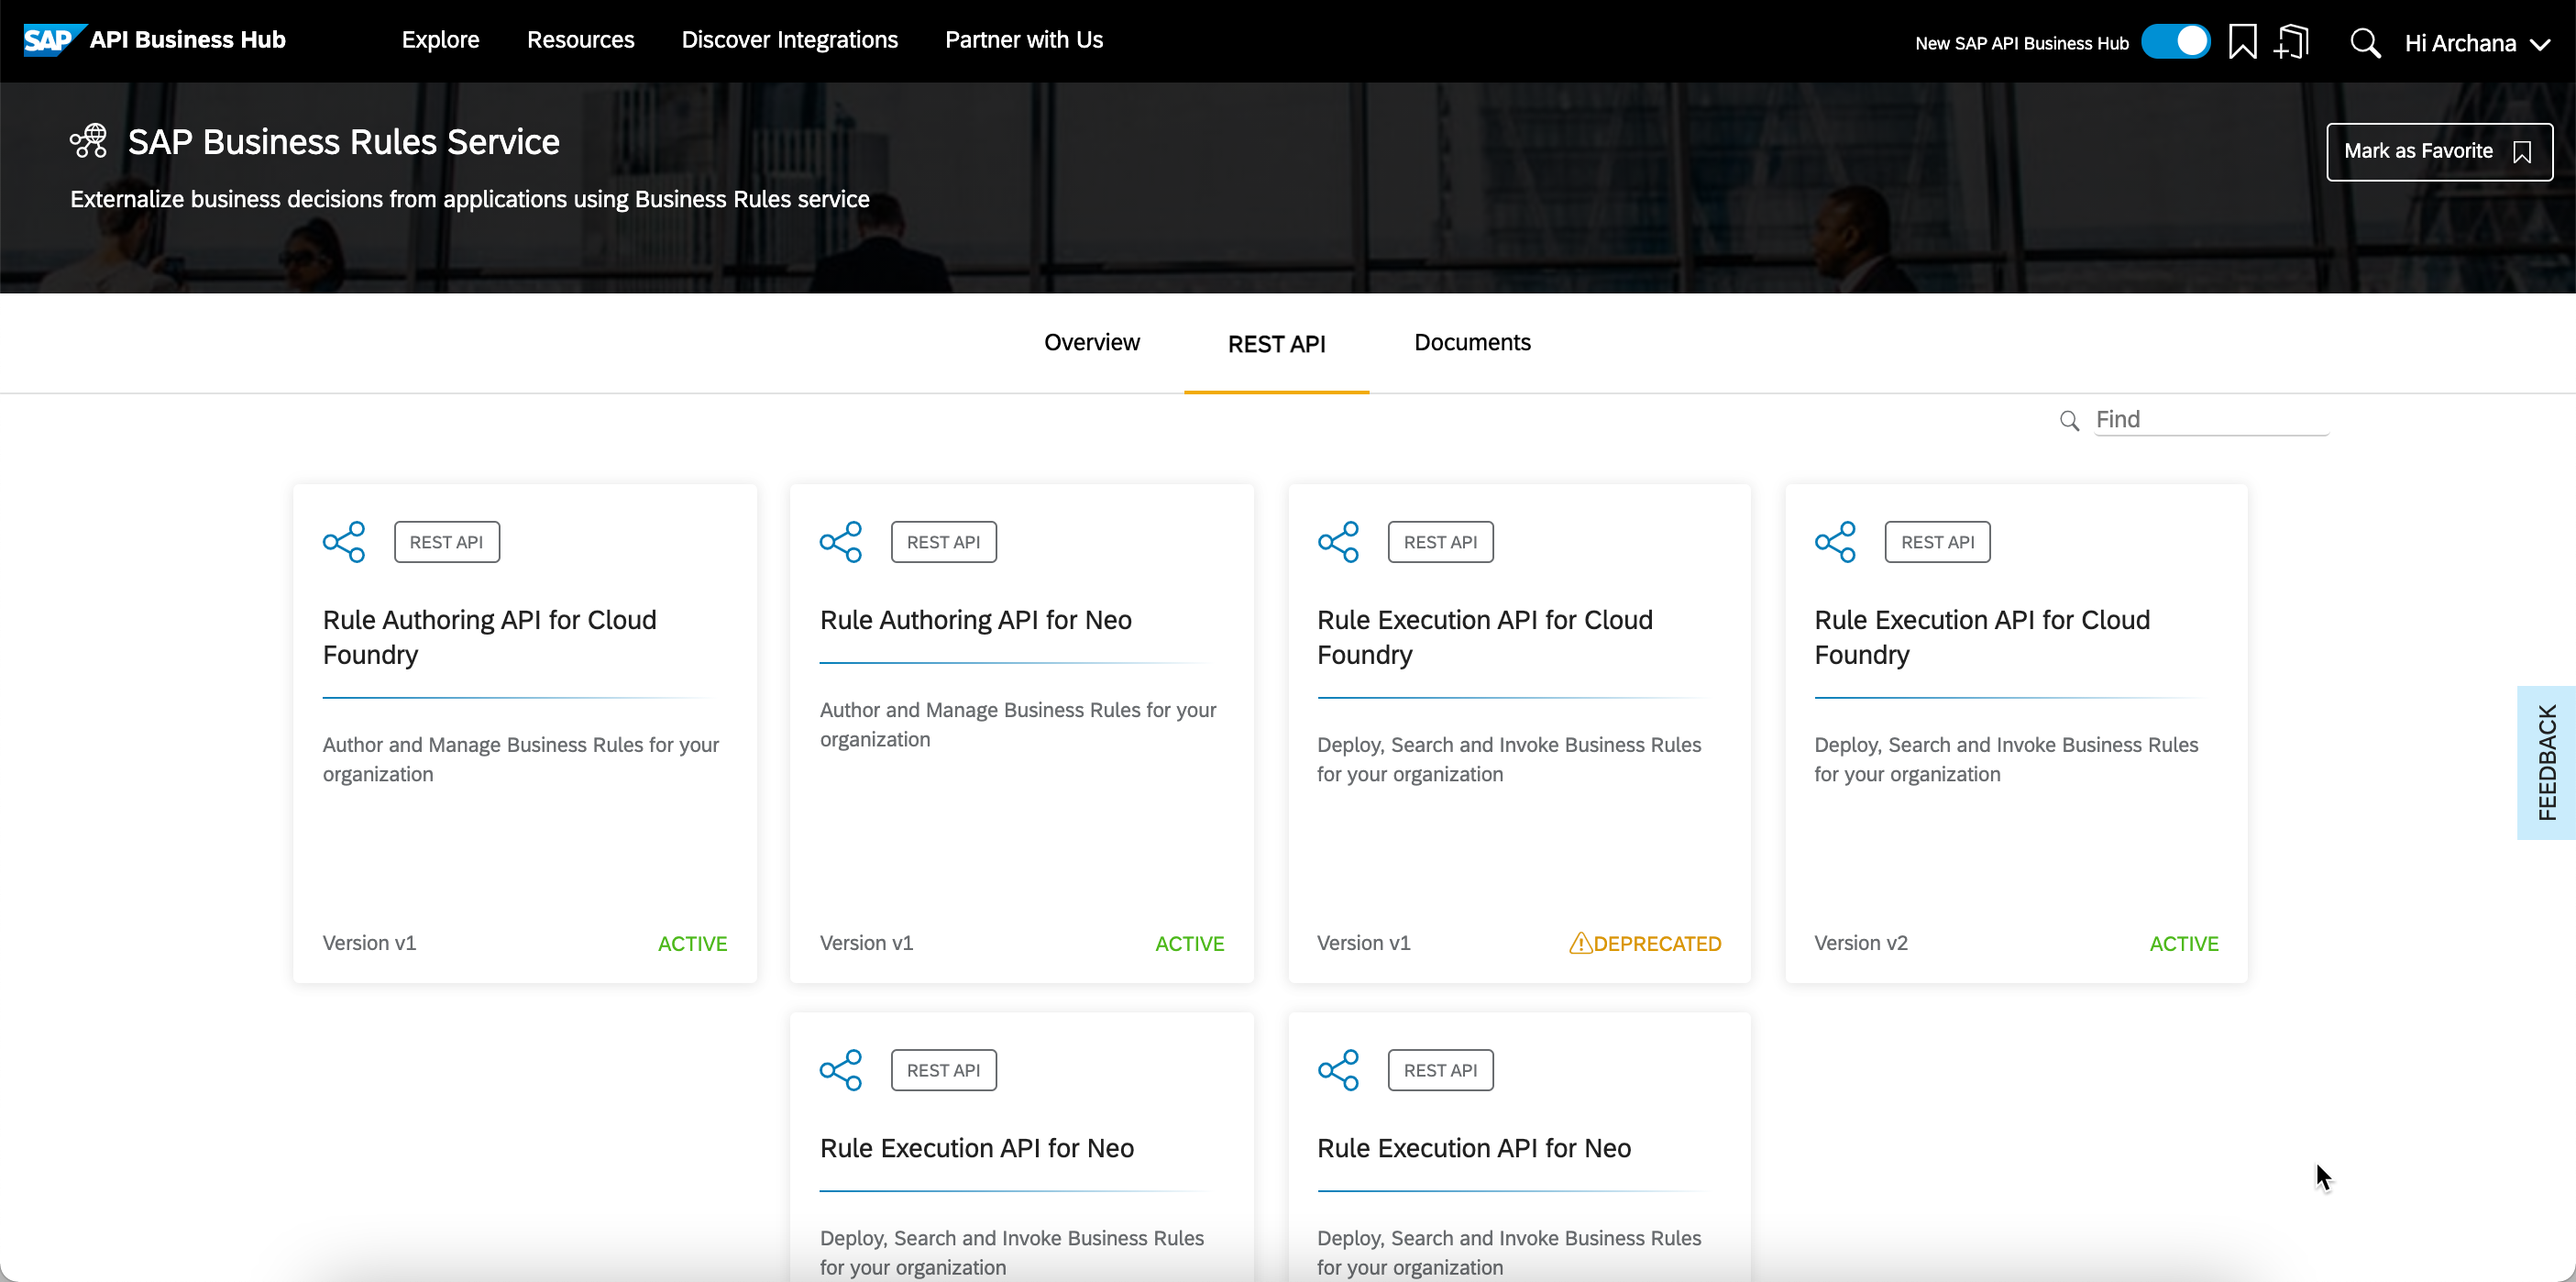 SAP API Business Hub
Explore
Resources
Discover Integrations
Partner with Us
New SAP API Business Hub
Hi Archana
SAP Business Rules Service
Externalize business decisions from applications using Business Rules service
Mark as Favorite
Overview
REST API
Documents
Find
REST API
Rule Authoring API for Cloud
Foundry
Author and Manage Business Rules for your
organization
Version v1
ACTIVE
REST API
Rule Authoring API for Neo
Author and Manage Business Rules for your
organization
Version v1
ACTIVE
REST API
Rule Execution API for Cloud
Foundry
Deploy, Search and Invoke Business Rules
for your organization
Version v1
DEPRECATED
REST API
Rule Execution API for Cloud
Foundry
Deploy, Search and Invoke Business Rules
for your organization
Version v2
ACTIVE
FEEDBACK
REST API
Rule Execution API for Neo
Deploy, Search and Invoke Business Rules
for your organization
REST API
Rule Execution API for Neo
Deploy, Search and Invoke Business Rules
for your organization